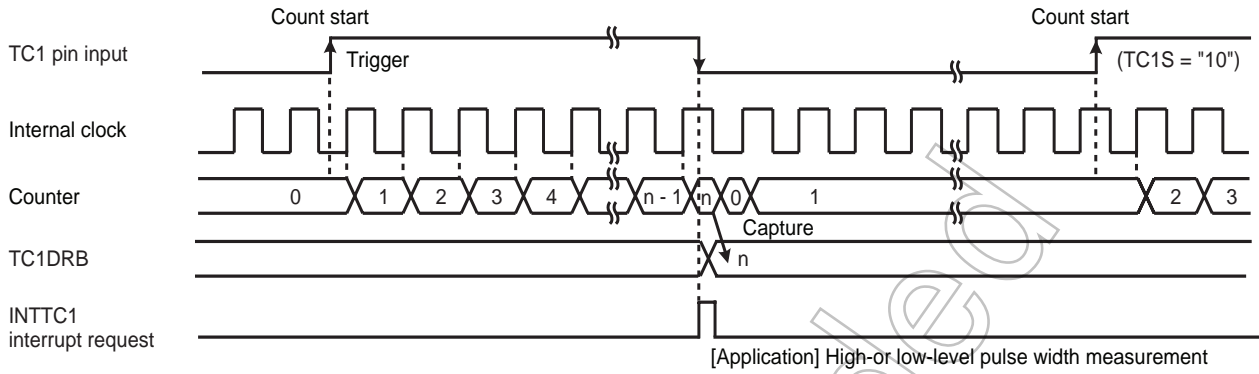 Count start Count start
TC1 pin input Trigger (TC1S = "10")
Internal clock
Counter 0 1 2 3 4 n - 1 n 0 1 2 3
Capture
TC1DRB n
INTTC1
interrupt request
[Application] High-or low-level pulse width measurement